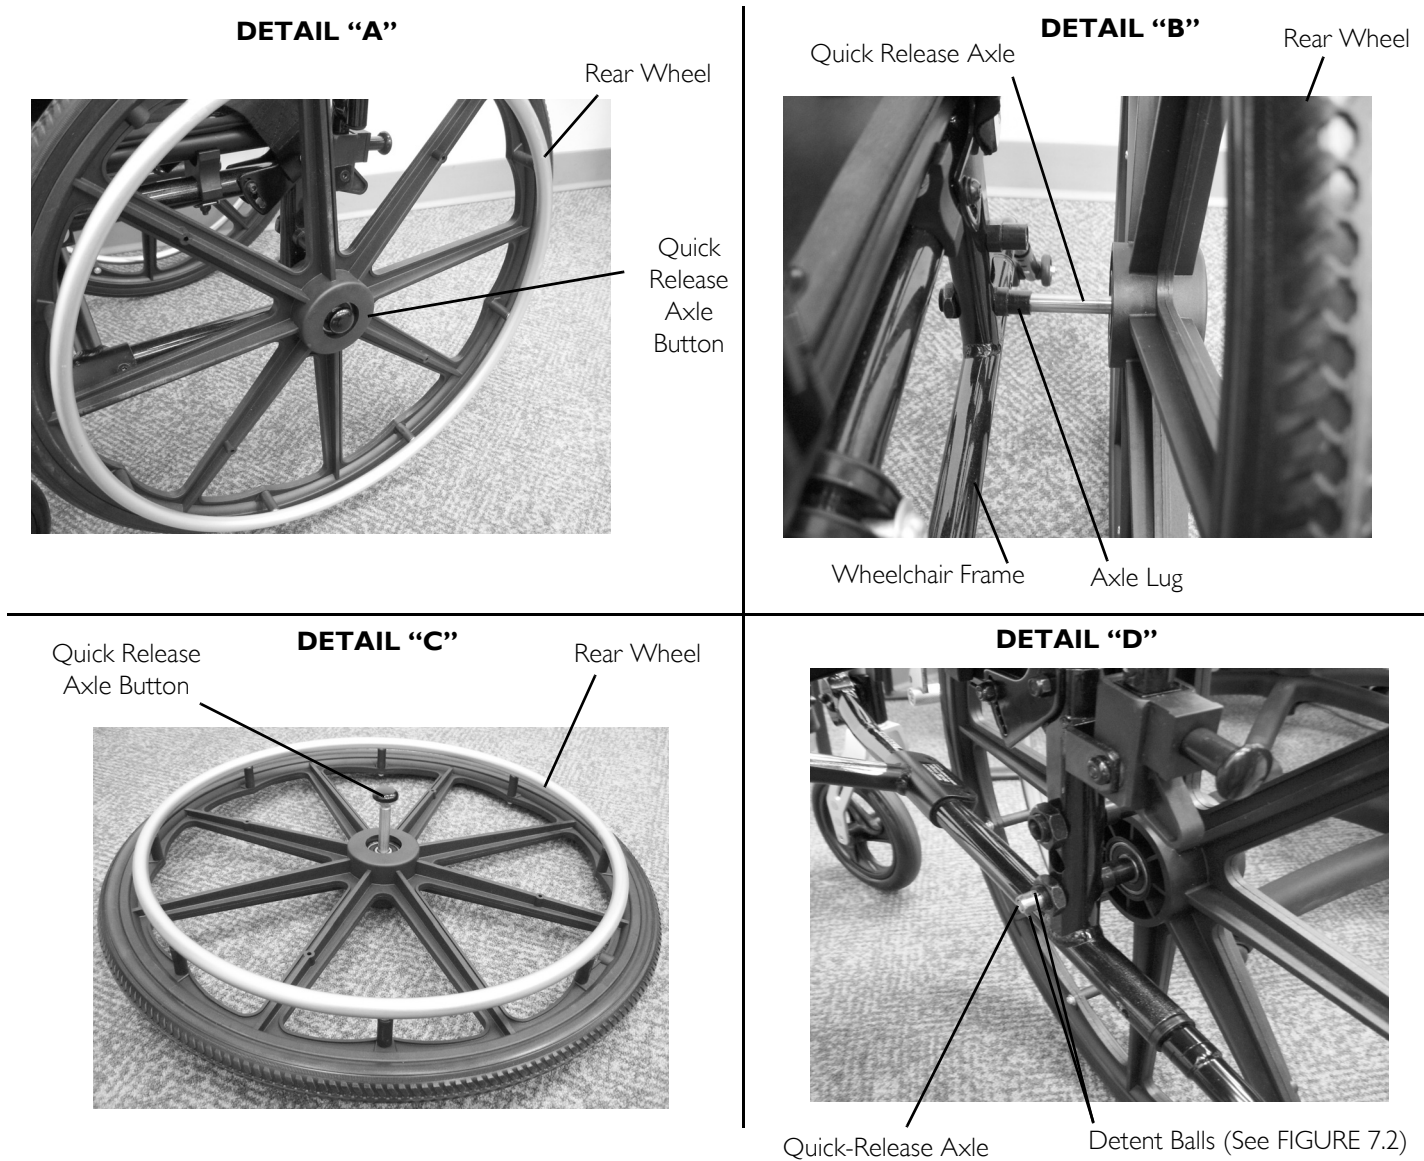 DETAIL “A”
Rear Wheel
Quick
Release
Axle
Button
DETAIL “B”
Quick Release Axle
Rear Wheel
Wheelchair Frame
Axle Lug
DETAIL “C”
Quick Release
Axle Button
Rear Wheel
DETAIL “D”
Quick-Release Axle
Detent Balls (See FIGURE 7.2)